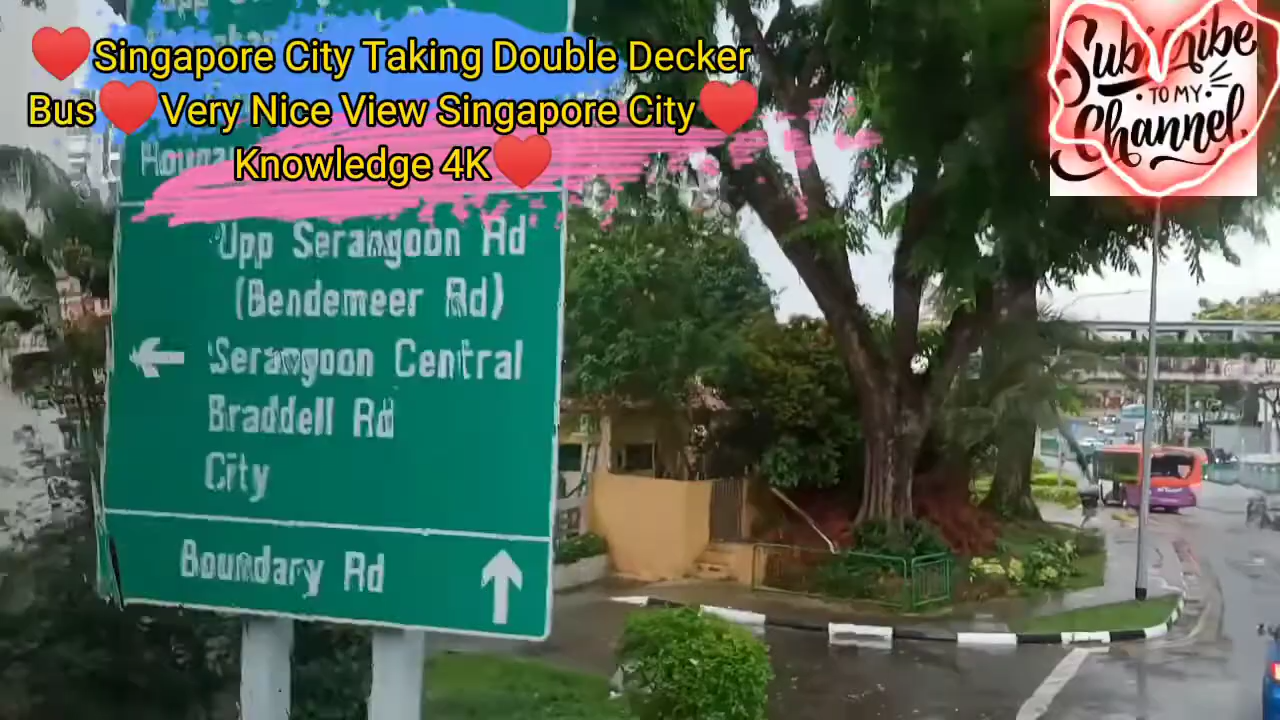 ♥️Singapore City Taking Double Decker
Bus♥️Very Nice View Singapore City♥️
Knowledge 4K♥️
Subscribe
TO MY
Channel
Upp Serangoon Rd
(Bendemeer Rd)
Serangoon Central
Braddell Rd
City
Boundary Rd